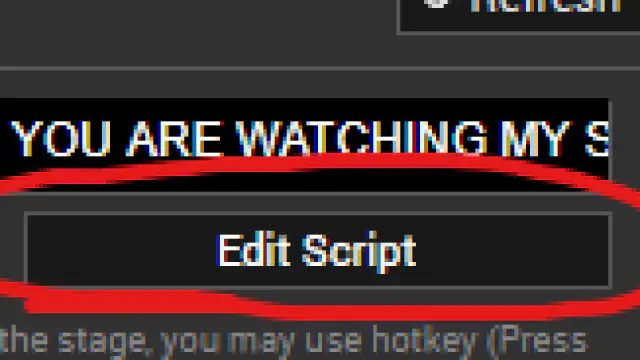 Refresh
YOU ARE WATCHING MY S
Edit Script
the stage, you may use hotkey (Press